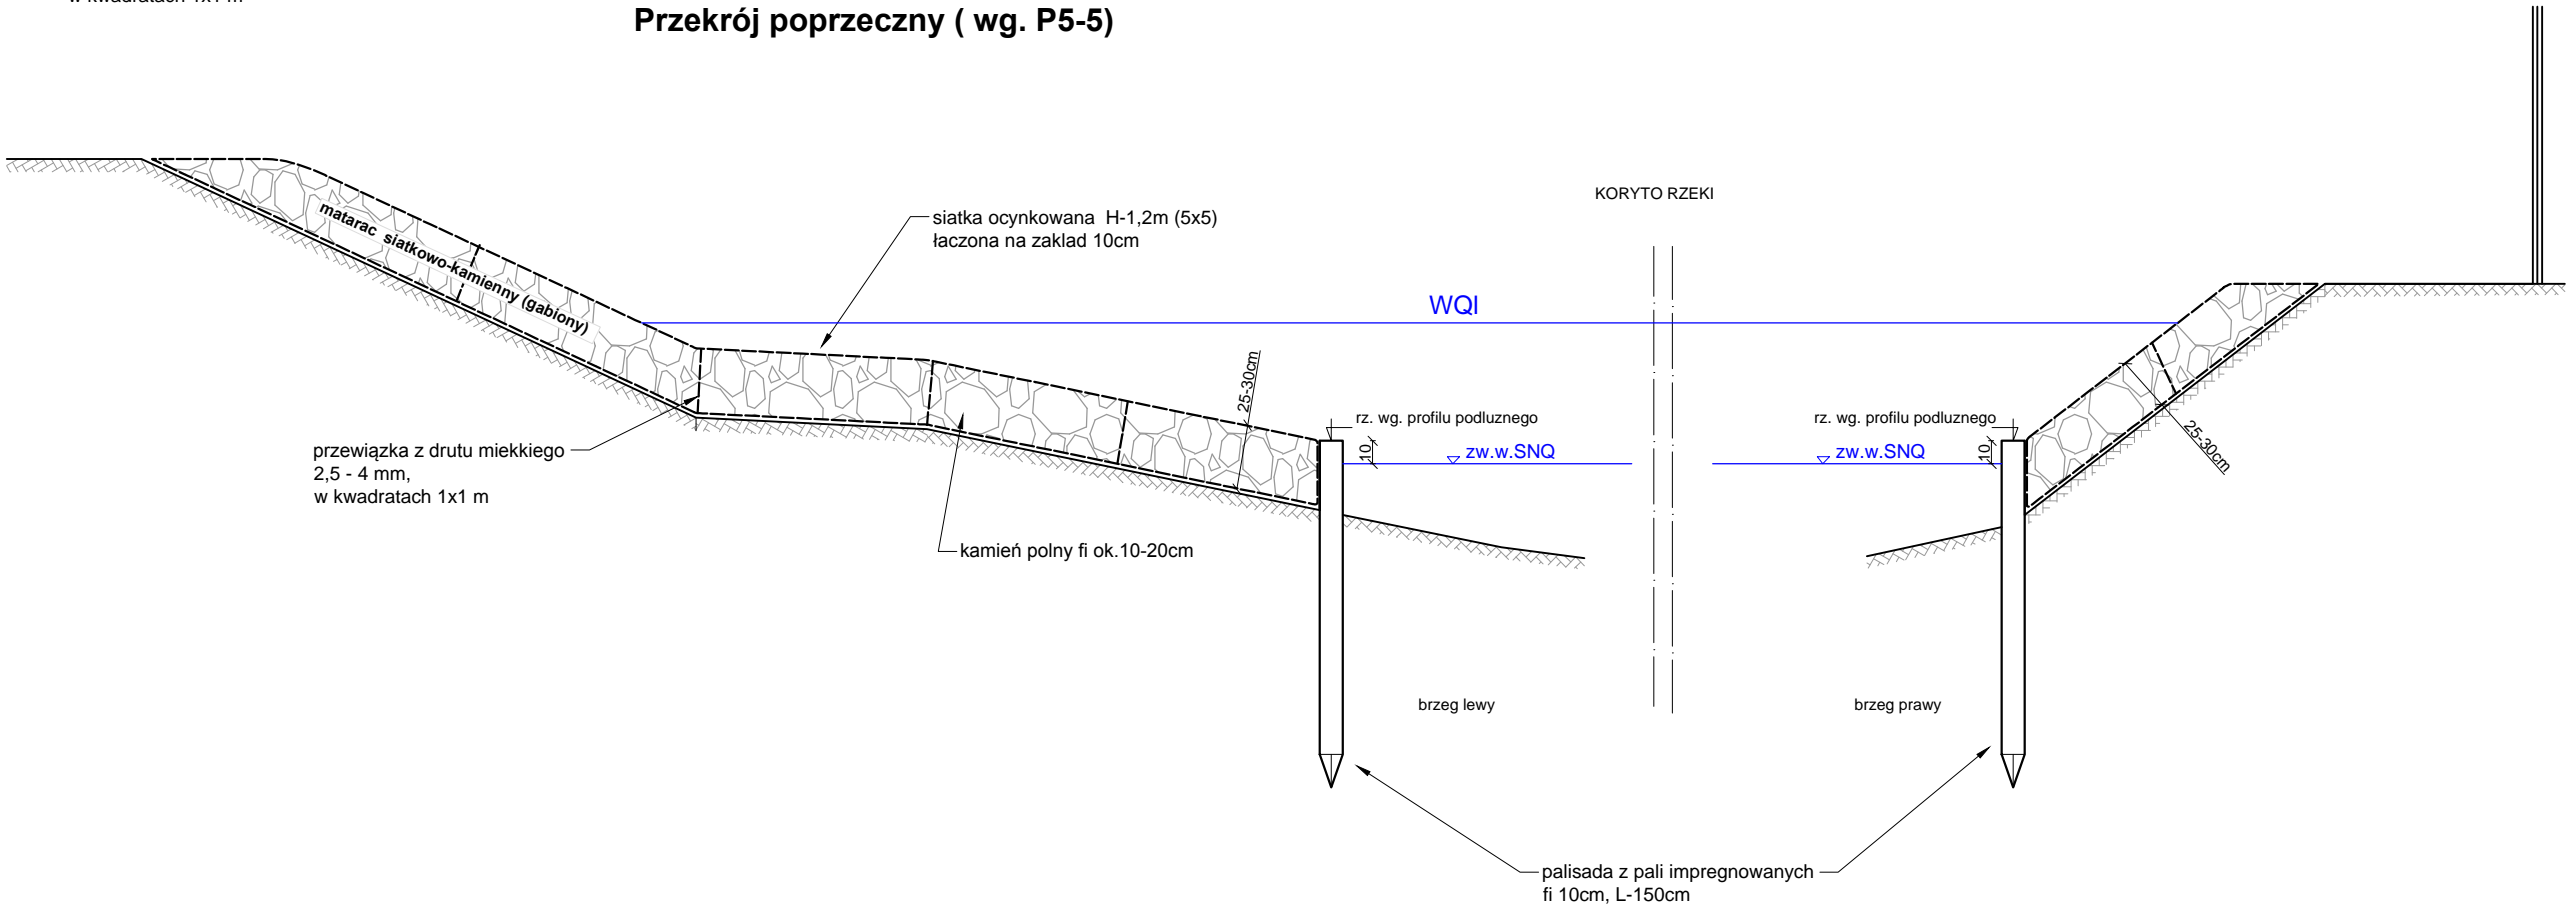 w kwadratach 1x1 m
Przekrój poprzeczny ( wg. P5-5)
KORYTO RZEKI
siatka ocynkowana H-1,2m (5x5)
łaczona na zaklad 10cm
matarac siatkowo-kamienny (gabiony)
WQI
25-30cm
rz. wg. profilu podluznego
rz. wg. profilu podluznego
10
zw.w.SNQ
zw.w.SNQ
10
25-30cm
przewiązka z drutu miekkiego
2,5 - 4 mm,
w kwadratach 1x1 m
kamień polny fi ok.10-20cm
brzeg lewy
brzeg prawy
palisada z pali impregnowanych
fi 10cm, L-150cm